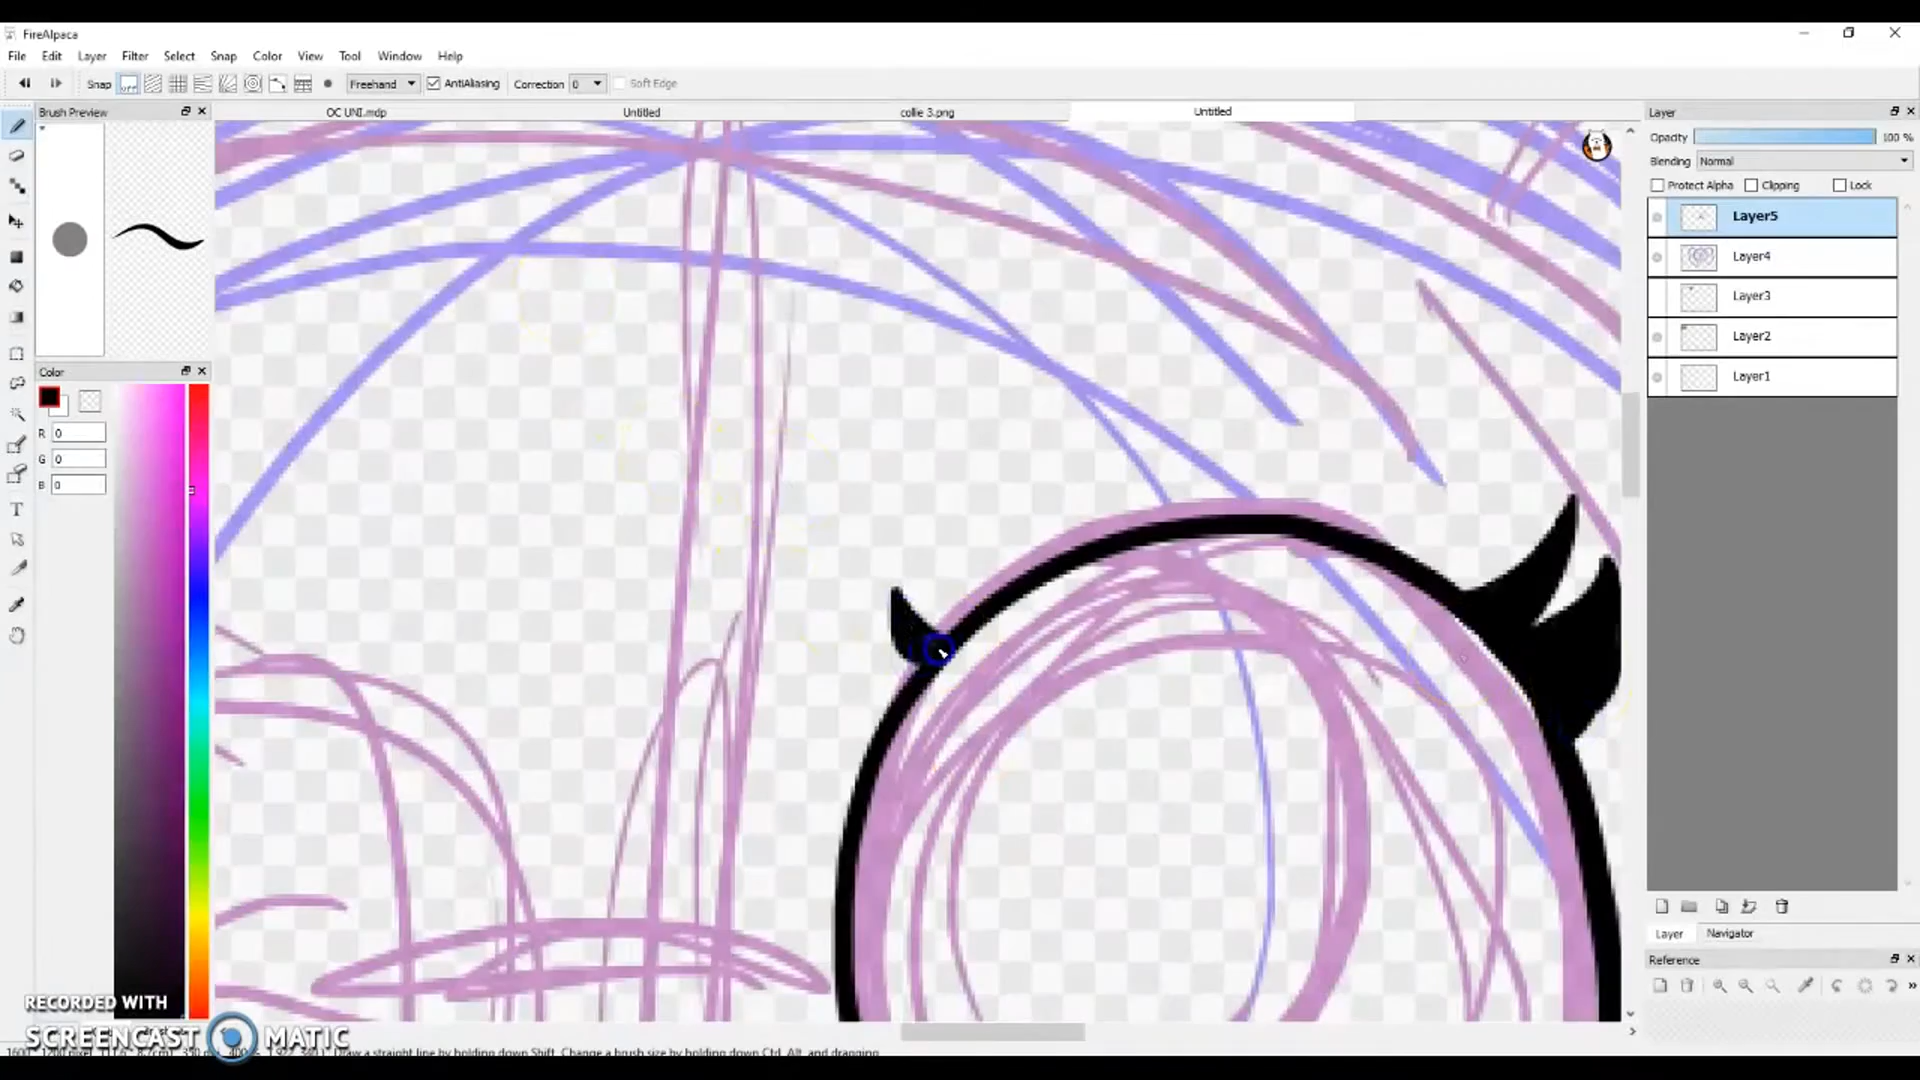 FireAlpaca
File Edit Layer Filter Select Snap Color View Tool Window Help
Snap Freehand AntiAliasing Correction 0 Soft Edge
Brush Preview
OC UNI.mdp Untitled collie 3.png Untitled
Layer
Opacity 100 %
Blending Normal
Protect Alpha Clipping Lock
Layer5
Layer4
Layer3
Layer2
Layer1
Color
R 0
G 0
B 0
T
Layer Navigator
Reference
RECORDED WITH
SCREENCAST MATIC
Draw a straight line by holding down Shift, Change a brush size by holding down Ctrl, Alt, and dragging